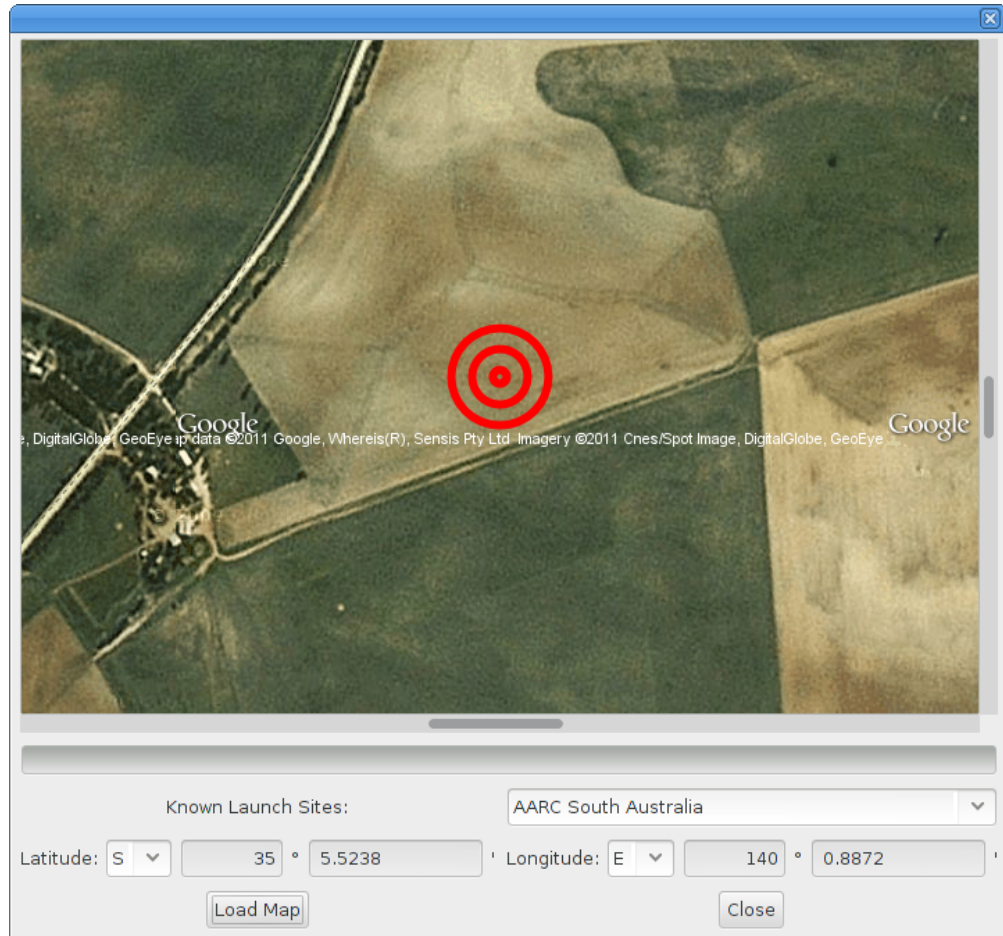 Google
Google
e, DigitalGlobe, GeoEye ap data ©2011 Google, Whereis(R), Sensis Pty Ltd Imagery ©2011 Cnes/Spot Image, DigitalGlobe, GeoEye
Known Launch Sites: AARC South Australia
Latitude: S 35 ° 5.5238 ' Longitude: E 140 ° 0.8872 '
Load Map Close